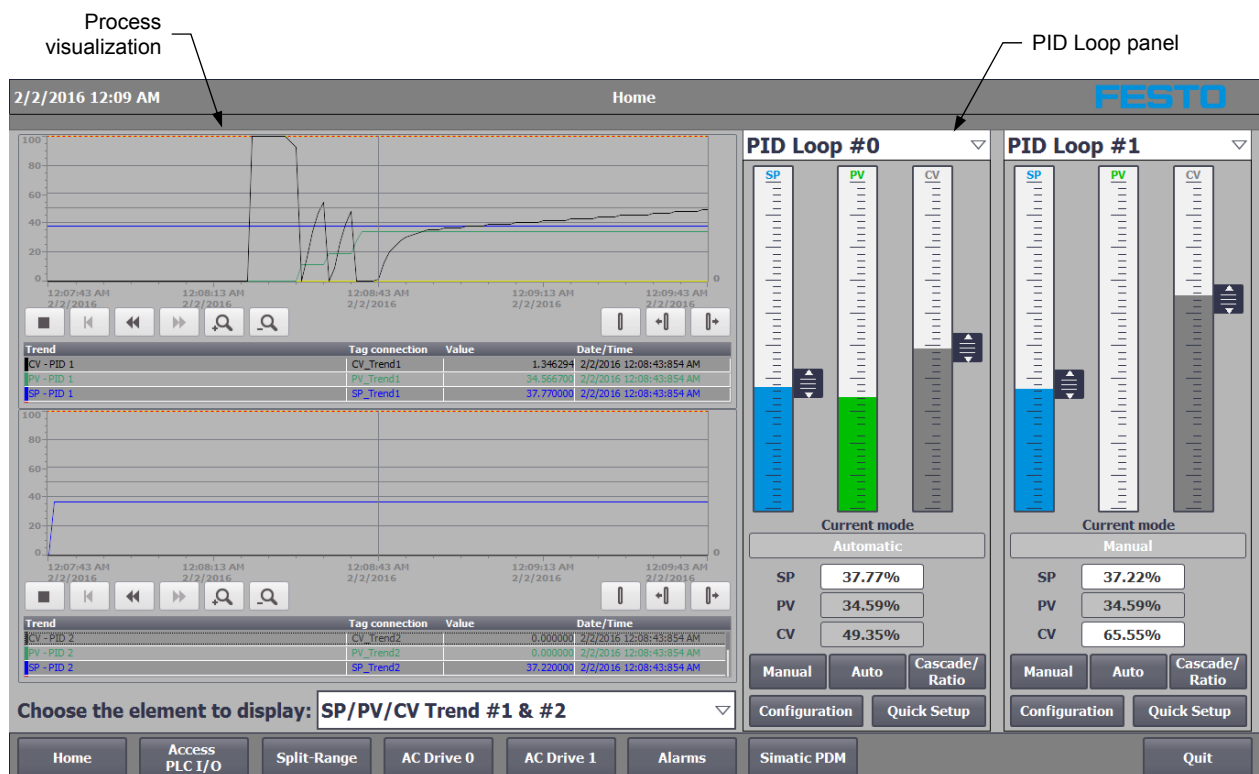 Process
visualization
PID Loop panel
2/2/2016 12:09 AM
Home
FESTO
100
80
60
40
20
0
0
12:07:43 AM 12:08:13 AM 12:08:43 AM 12:09:13 AM 12:09:43 AM
2/2/2016 2/2/2016 2/2/2016 2/2/2016 2/2/2016
Trend Tag connection Value Date/Time
CV - PID 1 CV_Trend1 1.346294 2/2/2016 12:08:43:854 AM
PV - PID 1 PV_Trend1 34.566700 2/2/2016 12:08:43:854 AM
SP - PID 1 SP_Trend1 37.770000 2/2/2016 12:08:43:854 AM
100
80
60
40
20
0
0
12:07:43 AM 12:08:13 AM 12:08:43 AM 12:09:13 AM 12:09:43 AM
2/2/2016 2/2/2016 2/2/2016 2/2/2016 2/2/2016
Trend Tag connection Value Date/Time
CV - PID 2 CV_Trend2 0.000000 2/2/2016 12:08:43:854 AM
PV - PID 2 PV_Trend2 0.000000 2/2/2016 12:08:43:854 AM
SP - PID 2 SP_Trend2 37.220000 2/2/2016 12:08:43:854 AM
Choose the element to display: SP/PV/CV Trend #1 & #2
PID Loop #0
SP PV CV
Current mode
Automatic
SP 37.77%
PV 34.59%
CV 49.35%
Manual Auto Cascade/
Ratio
Configuration Quick Setup
PID Loop #1
SP PV CV
Current mode
Manual
SP 37.22%
PV 34.59%
CV 65.55%
Manual Auto Cascade/
Ratio
Configuration Quick Setup
Home
Access
PLC I/O
Split-Range
AC Drive 0
AC Drive 1
Alarms
Simatic PDM
Quit